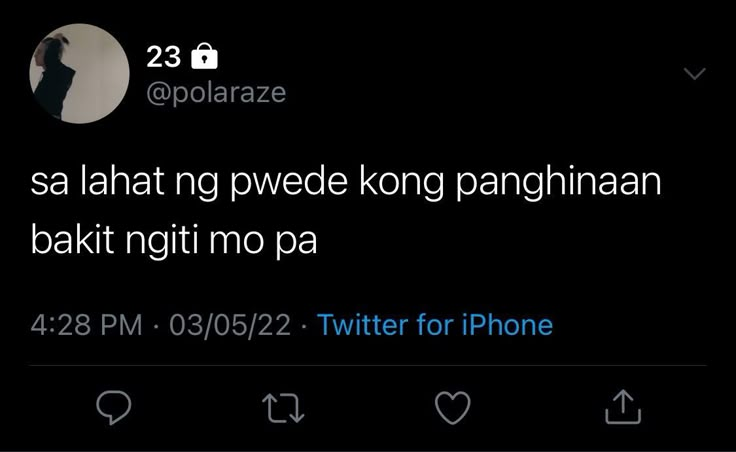 23
@polaraze
sa lahat ng pwede kong panghinaan
bakit ngiti mo pa
4:28 PM · 03/05/22 · Twitter for iPhone